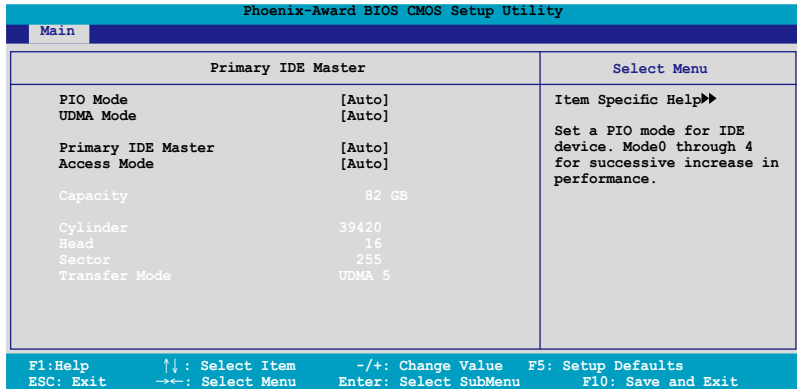 Phoenix-Award BIOS CMOS Setup Utility
Main
Primary IDE Master
Select Menu
PIO Mode [Auto]
UDMA Mode [Auto]
Primary IDE Master [Auto]
Access Mode [Auto]
Capacity 82 GB
Cylinder 39420
Head 16
Sector 255
Transfer Mode UDMA 5
Item Specific Help▶▶
Set a PIO mode for IDE
device. Mode0 through 4
for successive increase in
performance.
F1:Help ↑↓: Select Item -/+: Change Value F5: Setup Defaults
ESC: Exit →←: Select Menu Enter: Select SubMenu F10: Save and Exit